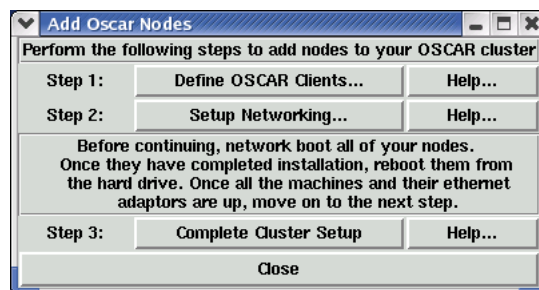 Add Oscar Nodes
Perform the following steps to add nodes to your OSCAR cluster
Step 1: Define OSCAR Clients... Help...
Step 2: Setup Networking... Help...
Before continuing, network boot all of your nodes.
Once they have completed installation, reboot them from
the hard drive. Once all the machines and their ethernet
adaptors are up, move on to the next step.
Step 3: Complete Cluster Setup Help...
Close